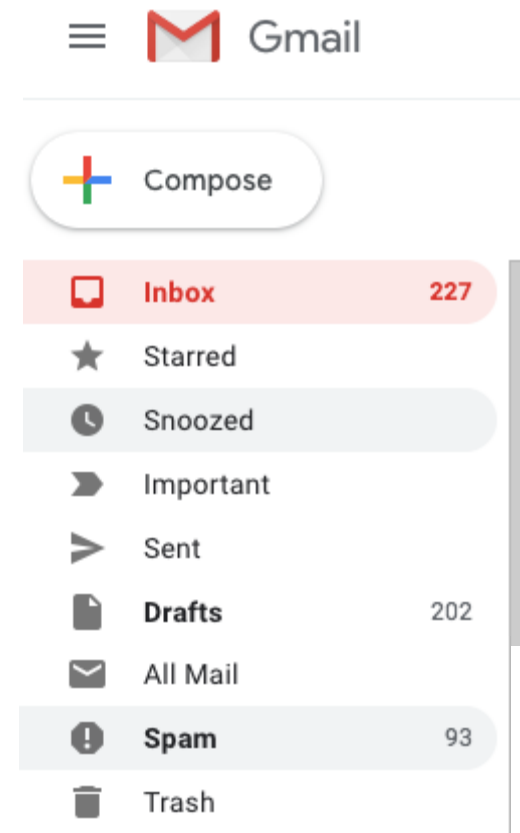 Gmail
Compose
Inbox 227
Starred
Snoozed
Important
Sent
Drafts 202
All Mail
Spam 93
Trash